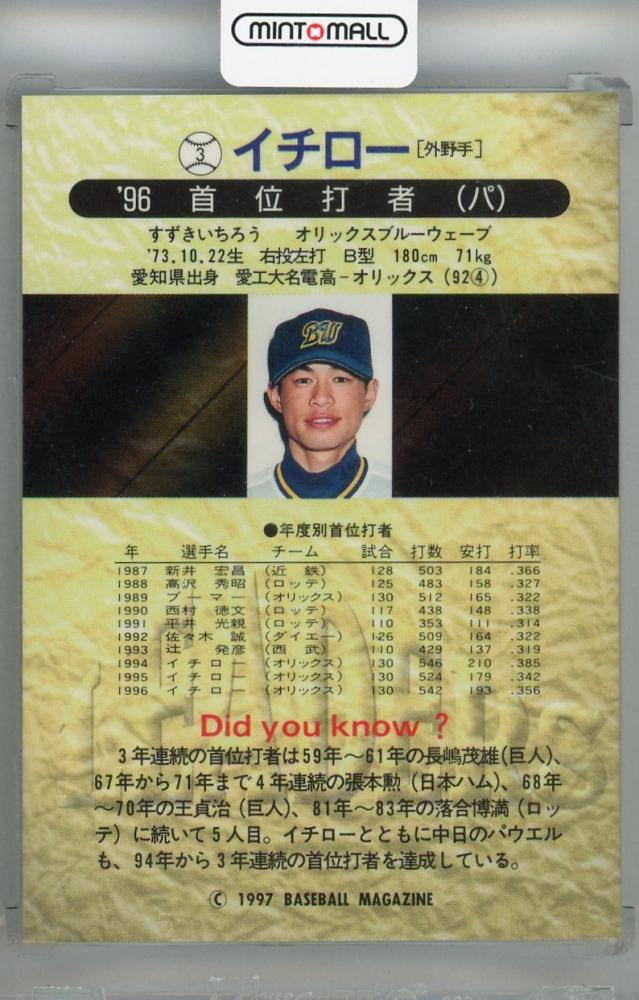 MINTMALL
3 イチロー [外野手]
'96 首位打者 (パ)
すずきいちろう オリックスブルーウェーブ
'73.10.22生 右投左打 B型 180cm 71kg
愛知県出身 愛工大名電高-オリックス (92④)
BW
●年度別首位打者
年 選手名 チーム 試合 打数 安打 打率
1987 新井 宏昌 (近 鉄) 128 503 184 .366
1988 高沢 秀昭 (ロッテ) 125 483 158 .327
1989 ブーマー (オリックス) 130 512 165 .322
1990 西村 徳文 (ロッテ) 117 438 148 .338
1991 平井 光親 (ロッテ) 110 353 111 .314
1992 佐々木 誠 (ダイエー) 126 509 164 .322
1993 辻 発彦 (西 武) 110 429 137 .319
1994 イチロー (オリックス) 130 546 210 .385
1995 イチロー (オリックス) 130 524 179 .342
1996 イチロー (オリックス) 130 542 193 .356
LEADERS
Did you know ?
3年連続の首位打者は59年〜61年の長嶋茂雄(巨人)、
67年から71年まで4年連続の張本勲 (日本ハム)、68年
〜70年の王貞治 (巨人)、81年〜83年の落合博満 (ロッ
テ) に続いて5人目。イチローとともに中日のパウエル
も、94年から3年連続の首位打者を達成している。
© 1997 BASEBALL MAGAZINE